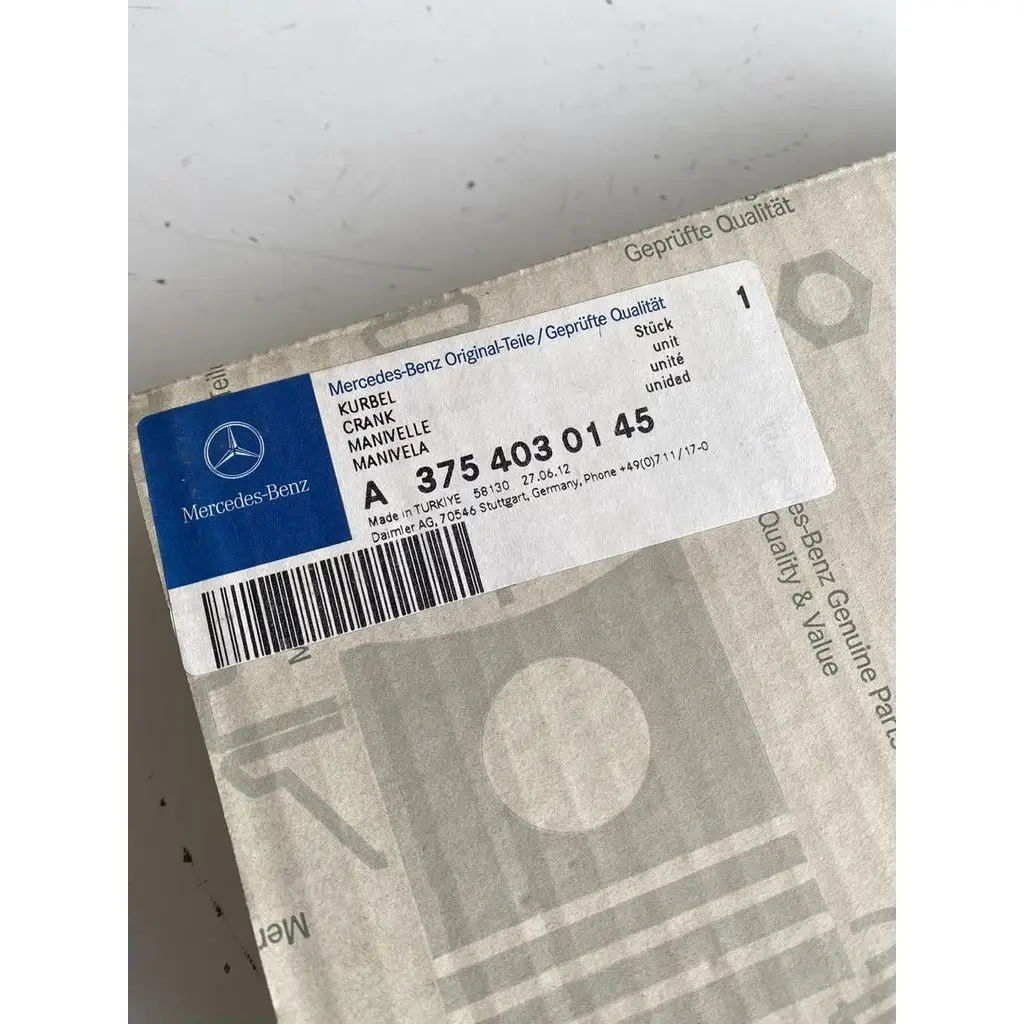 Geprüfte Qualität
Mercedes-Benz Original-Teile/Geprüfte Qualität
1
KURBEL
Stück
CRANK
unit
MANIVELLE
unité
MANIVELA
unidad
A 375 403 01 45
Made in TURKIYE 58130 27.06.12
Daimler AG, 70546 Stuttgart, Germany, Phone +49(0)711/17-0
Mercedes-Benz
es-Benz Genuine Parts
Quality & Value
Mer